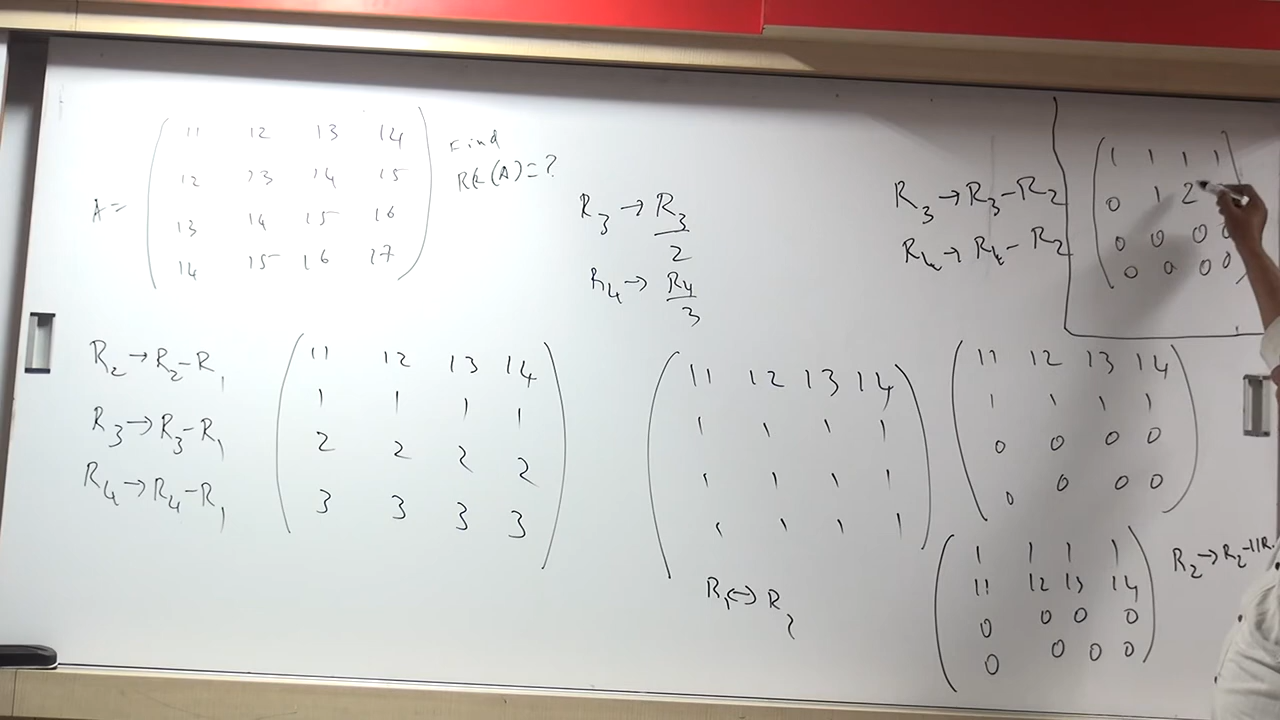 A = ( 11 12 13 14
12 13 14 15
13 14 15 16
14 15 16 17 )
Find
Rk(A)=?
R2→R2-R1
R3→R3-R1
R4→R4-R1
( 11 12 13 14
1 1 1 1
2 2 2 2
3 3 3 3 )
R3→R3/2
R4→R4/3
( 11 12 13 14
1 1 1 1
1 1 1 1
1 1 1 1 )
R3→R3-R2
R4→R4-R2
( 11 12 13 14
1 1 1 1
0 0 0 0
0 0 0 0 )
R1↔R2
( 1 1 1 1
11 12 13 14
0 0 0 0
0 0 0 0 )
R2→R2-11R
( 1 1 1 1
0 1 2
0 0 0 0
0 0 0 0 )